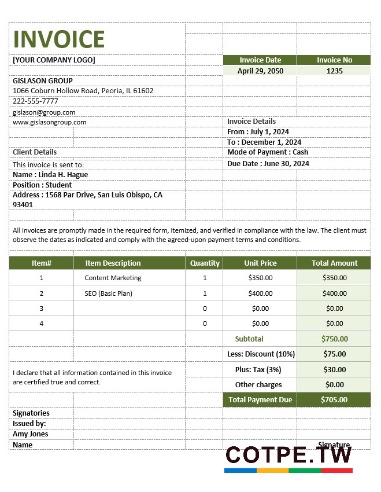 INVOICE
[YOUR COMPANY LOGO]
Invoice Date Invoice No
April 29, 2050 1235
GISLASON GROUP
1066 Coburn Hollow Road, Peoria, IL 61602
222-555-7777
gislason@group.com
www.gislasongroup.com
Invoice Details
From : July 1, 2024
To : December 1, 2024
Client Details
Mode of Payment : Cash
This invoice is sent to:
Due Date : June 30, 2024
Name : Linda H. Hague
Position : Student
Address : 1568 Par Drive, San Luis Obispo, CA
93401
All invoices are promptly made in the required form, itemized, and verified in compliance with the law. The client must
observe the dates as indicated and comply with the agreed-upon payment terms and conditions.
Item# Item Description Quantity Unit Price Total Amount
1 Content Marketing 1 $350.00 $350.00
2 SEO (Basic Plan) 1 $400.00 $400.00
3 0 $0.00 $0.00
4 0 $0.00 $0.00
Subtotal $750.00
Less: Discount (10%) $75.00
I declare that all information contained in this invoice
are certified true and correct.
Plus: Tax (3%) $30.00
Other charges $0.00
Total Payment Due $705.00
Signatories
Issued by:
Amy Jones
Name Signature
COTPE.TW